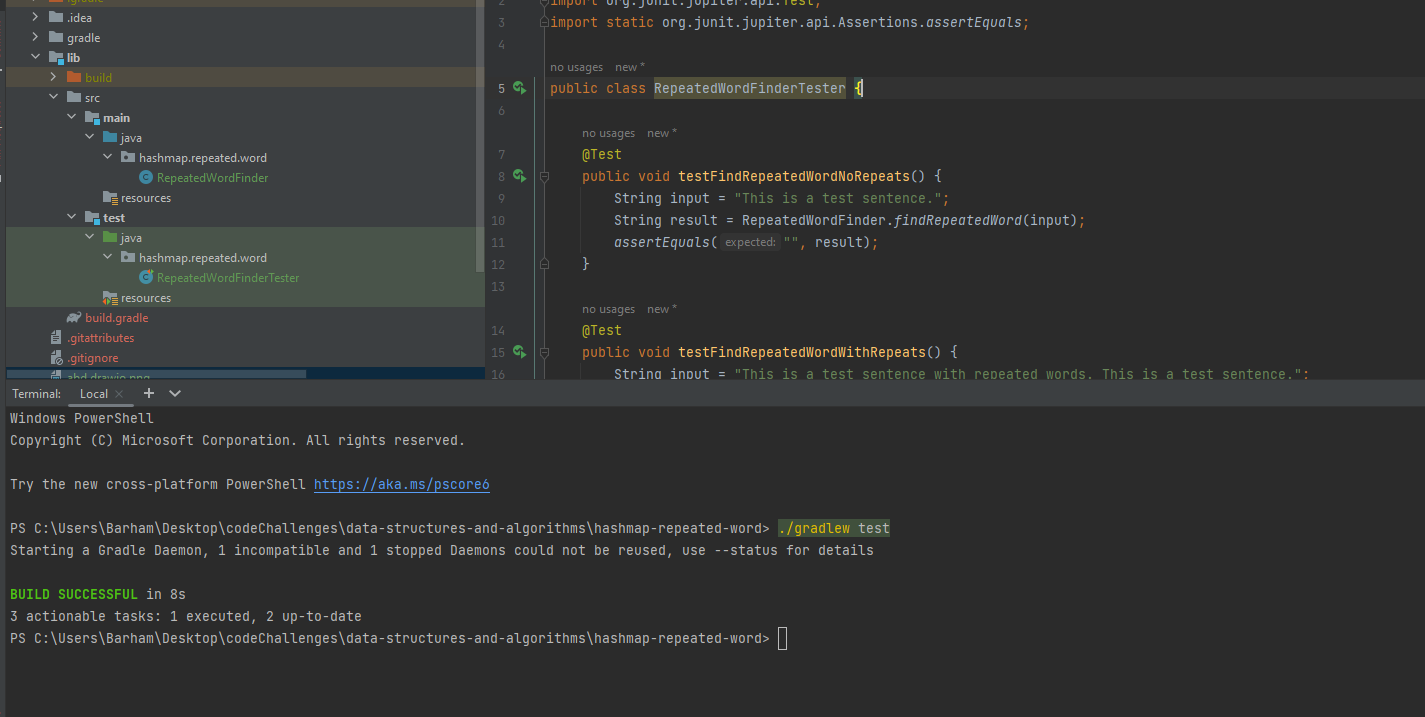 .gradle
.idea
gradle
lib
build
src
main
java
hashmap.repeated.word
RepeatedWordFinder
resources
test
java
hashmap.repeated.word
RepeatedWordFinderTester
resources
build.gradle
.gitattributes
.gitignore
abd.drawio.png
2 import org.junit.jupiter.api.Test;
3 import static org.junit.jupiter.api.Assertions.assertEquals;
4
no usages new *
5 public class RepeatedWordFinderTester {
6
no usages new *
7 @Test
8 public void testFindRepeatedWordNoRepeats() {
9 String input = "This is a test sentence.";
10 String result = RepeatedWordFinder.findRepeatedWord(input);
11 assertEquals( expected: "", result);
12 }
13
no usages new *
14 @Test
15 public void testFindRepeatedWordWithRepeats() {
16 String input = "This is a test sentence with repeated words. This is a test sentence.";
Terminal: Local
Windows PowerShell
Copyright (C) Microsoft Corporation. All rights reserved.
Try the new cross-platform PowerShell https://aka.ms/pscore6
PS C:\Users\Barham\Desktop\codeChallenges\data-structures-and-algorithms\hashmap-repeated-word> ./gradlew test
Starting a Gradle Daemon, 1 incompatible and 1 stopped Daemons could not be reused, use --status for details
BUILD SUCCESSFUL in 8s
3 actionable tasks: 1 executed, 2 up-to-date
PS C:\Users\Barham\Desktop\codeChallenges\data-structures-and-algorithms\hashmap-repeated-word>